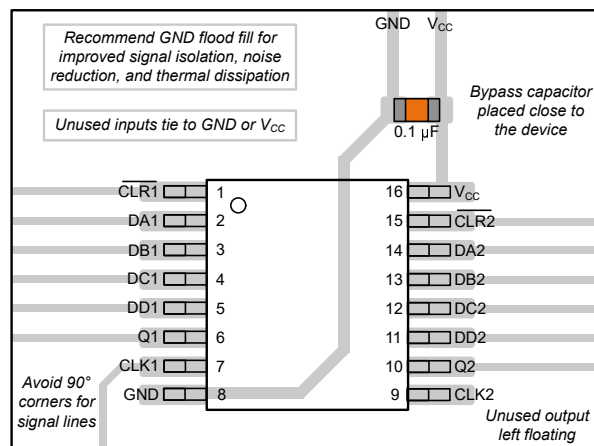 GND V_CC
Recommend GND flood fill for
improved signal isolation, noise
reduction, and thermal dissipation
Unused inputs tie to GND or V_CC
Bypass capacitor
placed close to
the device
0.1 µF
CLR1 1 16 V_CC
DA1 2 15 CLR2
DB1 3 14 DA2
DC1 4 13 DB2
DD1 5 12 DC2
Q1 6 11 DD2
CLK1 7 10 Q2
GND 8 9 CLK2
Avoid 90°
corners for
signal lines
Unused output
left floating